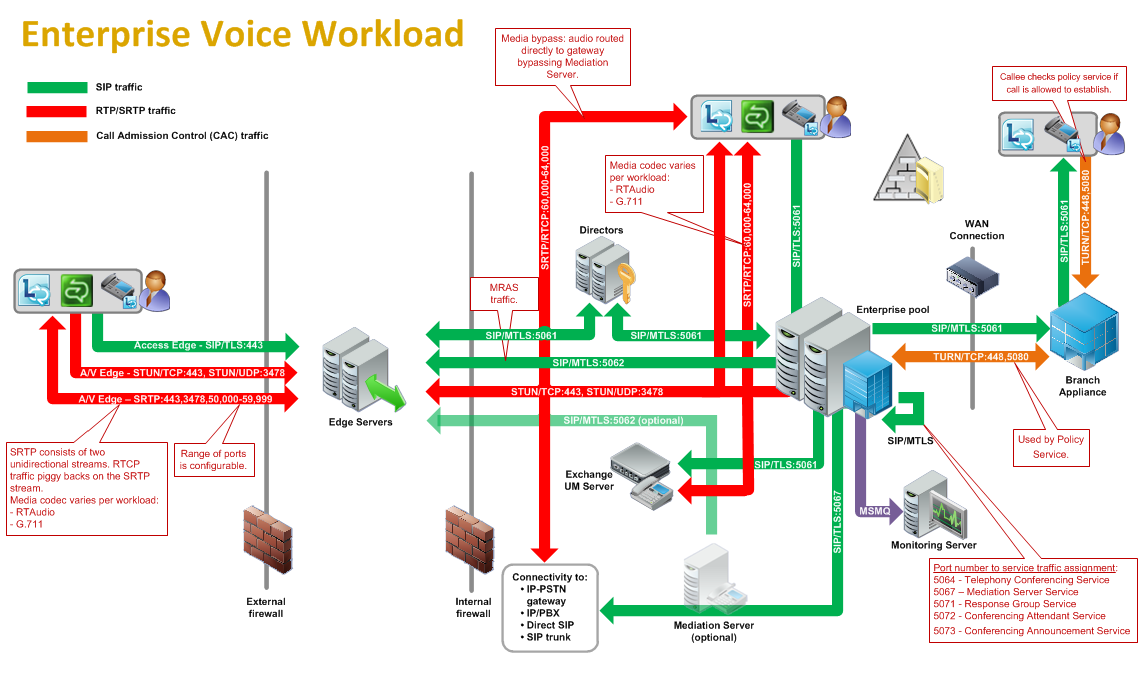 Enterprise Voice Workload
SIP traffic
RTP/SRTP traffic
Call Admission Control (CAC) traffic
Media bypass: audio routed
directly to gateway
bypassing Mediation
Server.
Callee checks policy service if
call is allowed to establish.
Media codec varies
per workload:
- RTAudio
- G.711
SRTP/RTCP:60,000-64,000
SRTP/RTCP:60,000-64,000
SIP/TLS:5061
SIP/TLS:5061
TURN/TCP:448,5080
WAN
Connection
Directors
MRAS
traffic.
Enterprise pool
Access Edge - SIP/TLS:443
A/V Edge - STUN/TCP:443, STUN/UDP:3478
A/V Edge – SRTP:443,3478,50,000-59,999
SIP/MTLS:5061
SIP/MTLS:5061
SIP/MTLS:5061
SIP/MTLS:5062
TURN/TCP:448,5080
STUN/TCP:443, STUN/UDP:3478
SIP/MTLS:5062 (optional)
Edge Servers
Branch
Appliance
SIP/MTLS
Used by Policy
Service.
SRTP consists of two
unidirectional streams. RTCP
traffic piggy backs on the SRTP
stream.
Media codec varies per workload:
- RTAudio
- G.711
Range of ports
is configurable.
Exchange
UM Server
SIP/TLS:5061
SIP/TLS:5067
MSMQ
Monitoring Server
External
firewall
Internal
firewall
Connectivity to:
• IP-PSTN
gateway
• IP/PBX
• Direct SIP
• SIP trunk
Mediation Server
(optional)
Port number to service traffic assignment:
5064 - Telephony Conferencing Service
5067 – Mediation Server Service
5071 - Response Group Service
5072 - Conferencing Attendant Service
5073 - Conferencing Announcement Service